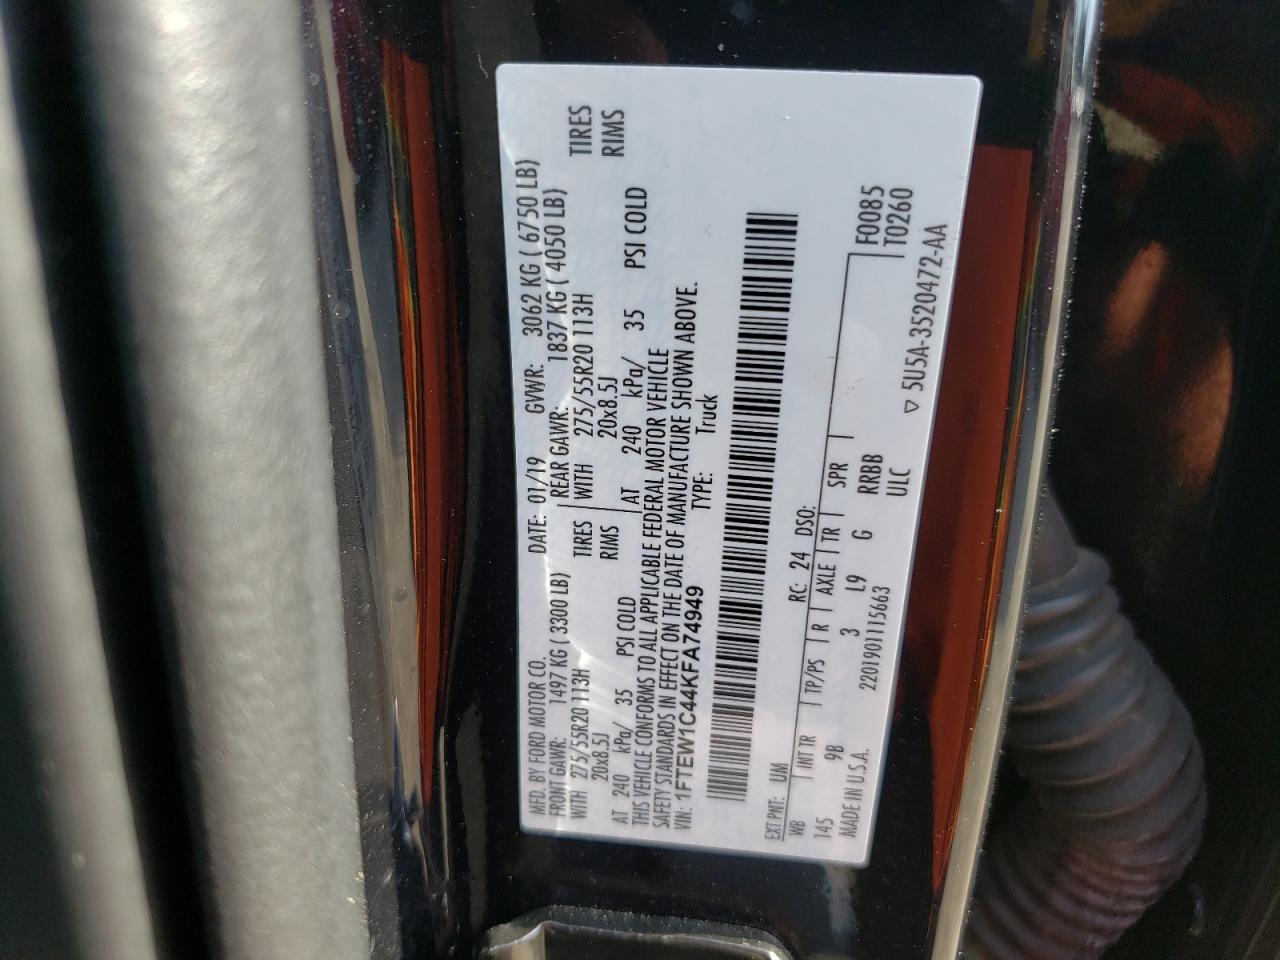 MFD. BY FORD MOTOR CO. DATE: 01/19 GVWR: 3062 KG ( 6750 LB)
FRONT GAWR: 1497 KG ( 3300 LB) REAR GAWR: 1837 KG ( 4050 LB)
WITH 275/55R20 113H TIRES WITH 275/55R20 113H TIRES
20x8.5J RIMS 20x8.5J RIMS
AT 240 kPa/ 35 PSI COLD AT 240 kPa/ 35 PSI COLD
THIS VEHICLE CONFORMS TO ALL APPLICABLE FEDERAL MOTOR VEHICLE
SAFETY STANDARDS IN EFFECT ON THE DATE OF MANUFACTURE SHOWN ABOVE.
VIN: 1FTEW1C44KFA74949 TYPE: Truck
EXT PNT: UM RC: 24 DSO:
WB INT TR TP/PS R AXLE TR SPR F0085
145 9B 3 L9 G RRBB T0260
MADE IN U.S.A. 220190115663 ULC
▽ 5U5A-3520472-AA